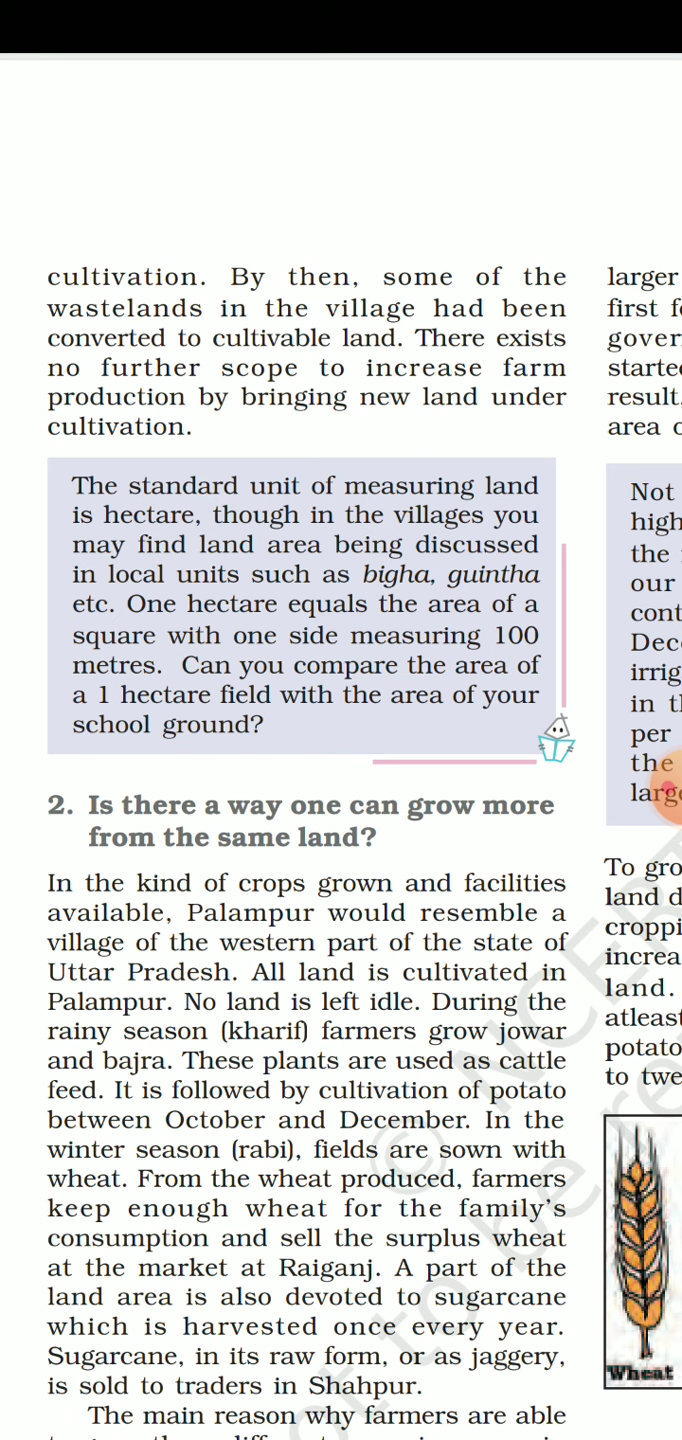 cultivation. By then, some of the
wastelands in the village had been
converted to cultivable land. There exists
no further scope to increase farm
production by bringing new land under
cultivation.
The standard unit of measuring land
is hectare, though in the villages you
may find land area being discussed
in local units such as bigha, guintha
etc. One hectare equals the area of a
square with one side measuring 100
metres. Can you compare the area of
a 1 hectare field with the area of your
school ground?
2. Is there a way one can grow more
from the same land?
In the kind of crops grown and facilities
available, Palampur would resemble a
village of the western part of the state of
Uttar Pradesh. All land is cultivated in
Palampur. No land is left idle. During the
rainy season (kharif) farmers grow jowar
and bajra. These plants are used as cattle
feed. It is followed by cultivation of potato
between October and December. In the
winter season (rabi), fields are sown with
wheat. From the wheat produced, farmers
keep enough wheat for the family's
consumption and sell the surplus wheat
at the market at Raiganj. A part of the
land area is also devoted to sugarcane
which is harvested once every year.
Sugarcane, in its raw form, or as jaggery,
is sold to traders in Shahpur.
The main reason why farmers are able
larger
first
started
result,
area
Not
high
the
our
in
per
the
To
land
land.
atleast
potato
to
Wheat
© NCERT
to be